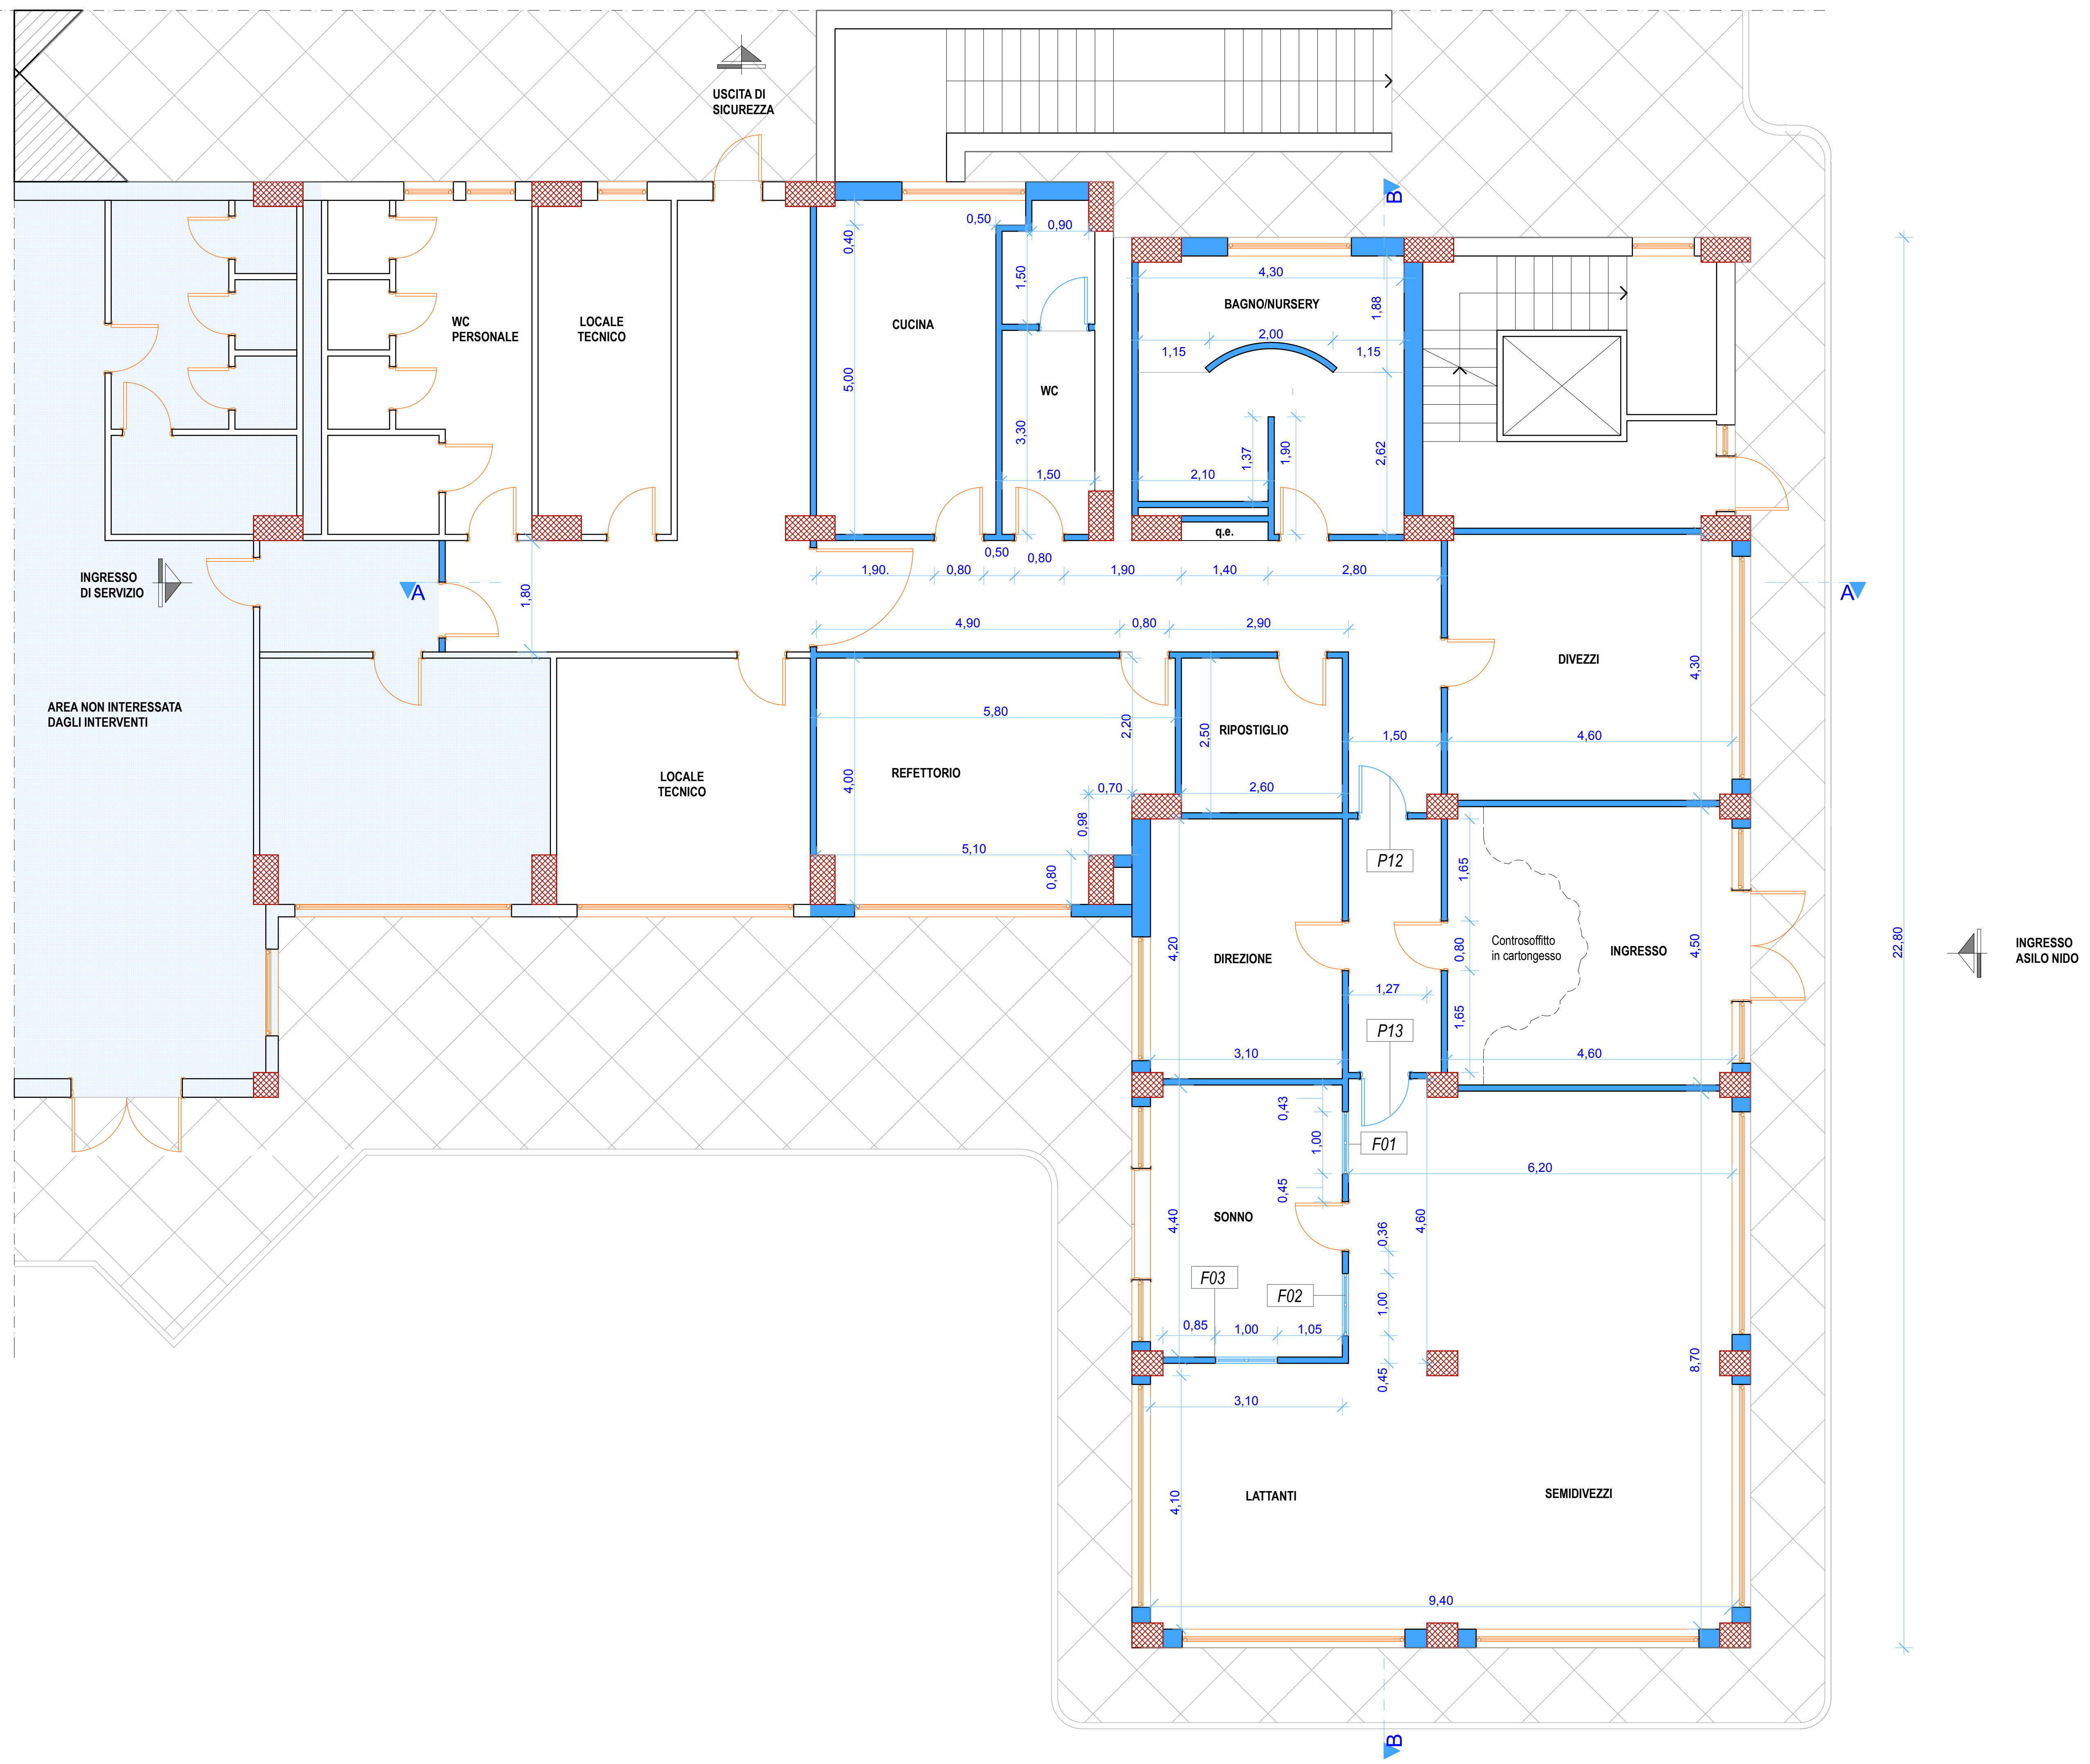 USCITA DI
SICUREZZA
B
0,50
0,90
0,40
1,50
4,30
BAGNO/NURSERY
1,88
WC
PERSONALE
LOCALE
TECNICO
CUCINA
2,00
1,15
1,15
5,00
WC
3,30
1,37
1,90
2,62
1,50
2,10
q.e.
0,50
0,80
1,90.
0,80
1,90
1,40
2,80
INGRESSO
DI SERVIZIO
A
1,80
A
4,90
0,80
2,90
DIVEZZI
4,30
AREA NON INTERESSATA
DAGLI INTERVENTI
5,80
2,20
2,50
RIPOSTIGLIO
1,50
4,60
LOCALE
TECNICO
REFETTORIO
4,00
0,70
2,60
0,98
5,10
0,80
P12
1,65
4,20
DIREZIONE
0,80
Controsoffitto
in cartongesso
INGRESSO
4,50
22,80
INGRESSO
ASILO NIDO
1,27
1,65
P13
3,10
4,60
0,43
1,00
F01
6,20
0,45
SONNO
4,40
4,60
0,36
F03
F02
1,00
0,85
1,00
1,05
0,45
8,70
3,10
LATTANTI
SEMIDIVEZZI
4,10
9,40
B